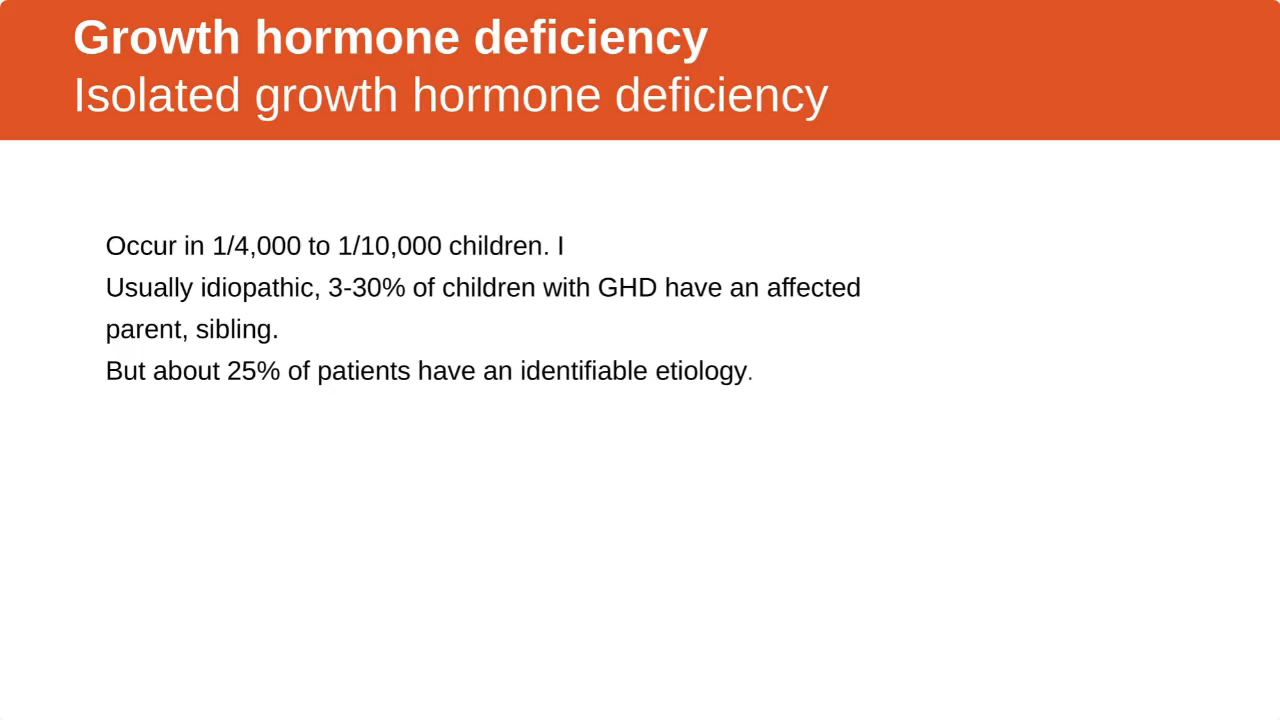 Growth hormone deficiency
Isolated growth hormone deficiency
Occur in 1/4,000 to 1/10,000 children. I
Usually idiopathic, 3-30% of children with GHD have an affected
parent, sibling.
But about 25% of patients have an identifiable etiology.